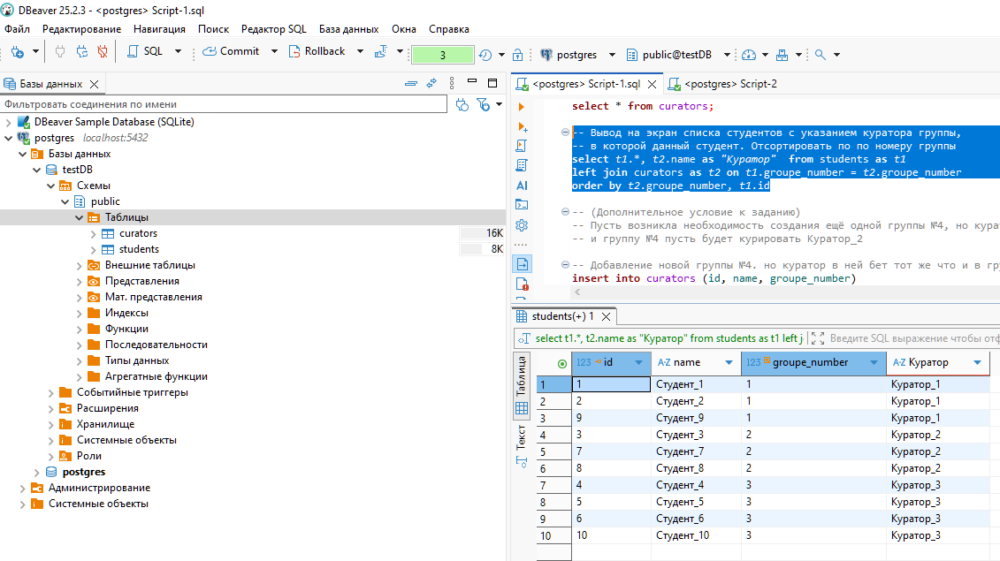 DBeaver 25.2.3 - <postgres> Script-1.sql
Файл Редактирование Навигация Поиск Редактор SQL База данных Окна Справка
SQL Commit Rollback 3 postgres public@testDB
Базы данных
Фильтровать соединения по имени
DBeaver Sample Database (SQLite)
postgres localhost:5432
Базы данных
testDB
Схемы
public
Таблицы
curators 16K
students 8K
Внешние таблицы
Представления
Мат. представления
Индексы
Функции
Последовательности
Типы данных
Агрегатные функции
Событийные триггеры
Расширения
Хранилище
Системные объекты
Роли
postgres
Администрирование
Системные объекты
<postgres> Script-1.sql <postgres> Script-2
select * from curators;
-- Вывод на экран списка студентов с указанием куратора группы,
-- в которой данный студент. Отсортировать по по номеру группы
select t1.*, t2.name as "Куратор" from students as t1
left join curators as t2 on t1.groupe_number = t2.groupe_number
order by t2.groupe_number, t1.id
-- (Дополнительное условие к заданию)
-- Пусть возникла необходимость создания ещё одной группы №4, но кура
-- и группу №4 пусть будет курировать Куратор_2
-- Добавление новой группы №4. но куратор в ней бет тот же что и в гр
insert into curators (id, name, groupe_number)
AI
students(+) 1
select t1.*, t2.name as "Куратор" from students as t1 left j Введите SQL выражение чтобы отф
Таблица
Текст
123 id A-Z name 123 groupe_number A-Z Куратор
1 1 Студент_1 1 Куратор_1
2 2 Студент_2 1 Куратор_1
3 9 Студент_9 1 Куратор_1
4 3 Студент_3 2 Куратор_2
5 7 Студент_7 2 Куратор_2
6 8 Студент_8 2 Куратор_2
7 4 Студент_4 3 Куратор_3
8 5 Студент_5 3 Куратор_3
9 6 Студент_6 3 Куратор_3
10 10 Студент_10 3 Куратор_3